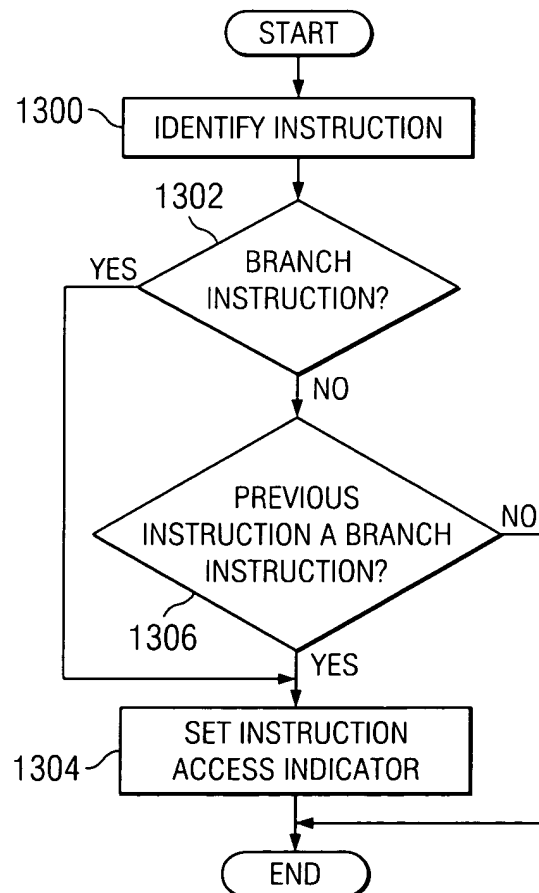 START
1300
IDENTIFY INSTRUCTION
1302
YES
BRANCH
INSTRUCTION?
NO
PREVIOUS
INSTRUCTION A BRANCH
INSTRUCTION?
NO
1306
YES
SET INSTRUCTION
ACCESS INDICATOR
1304
END